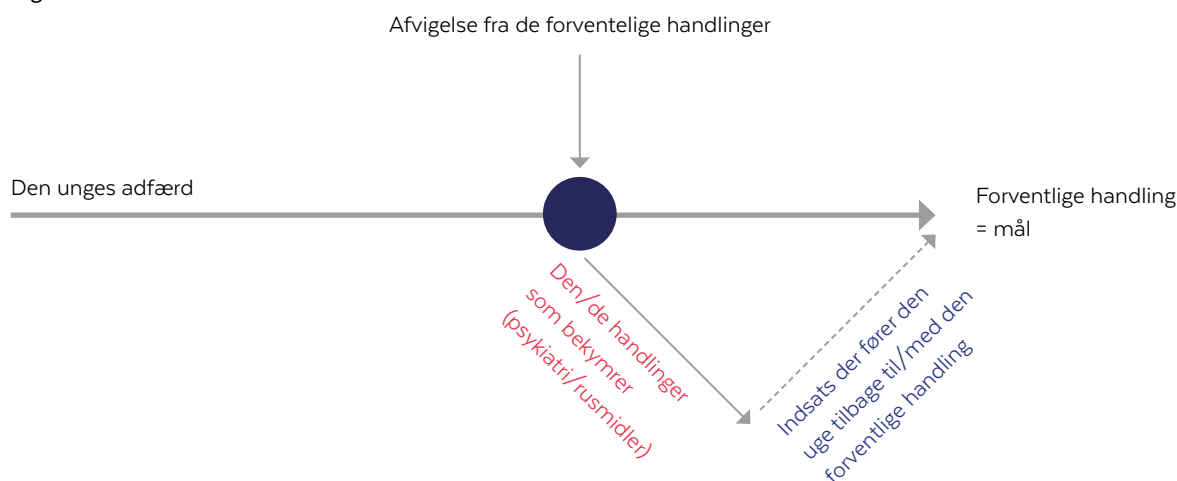 Afvigelse fra de forventelige handlinger
Den unges adfærd
Forventlige handling
= mål
Den/de handlinger
som bekymrer
(psykiatri/rusmidler)
Indsats der fører den
uge tilbage til/med den
forventlige handling